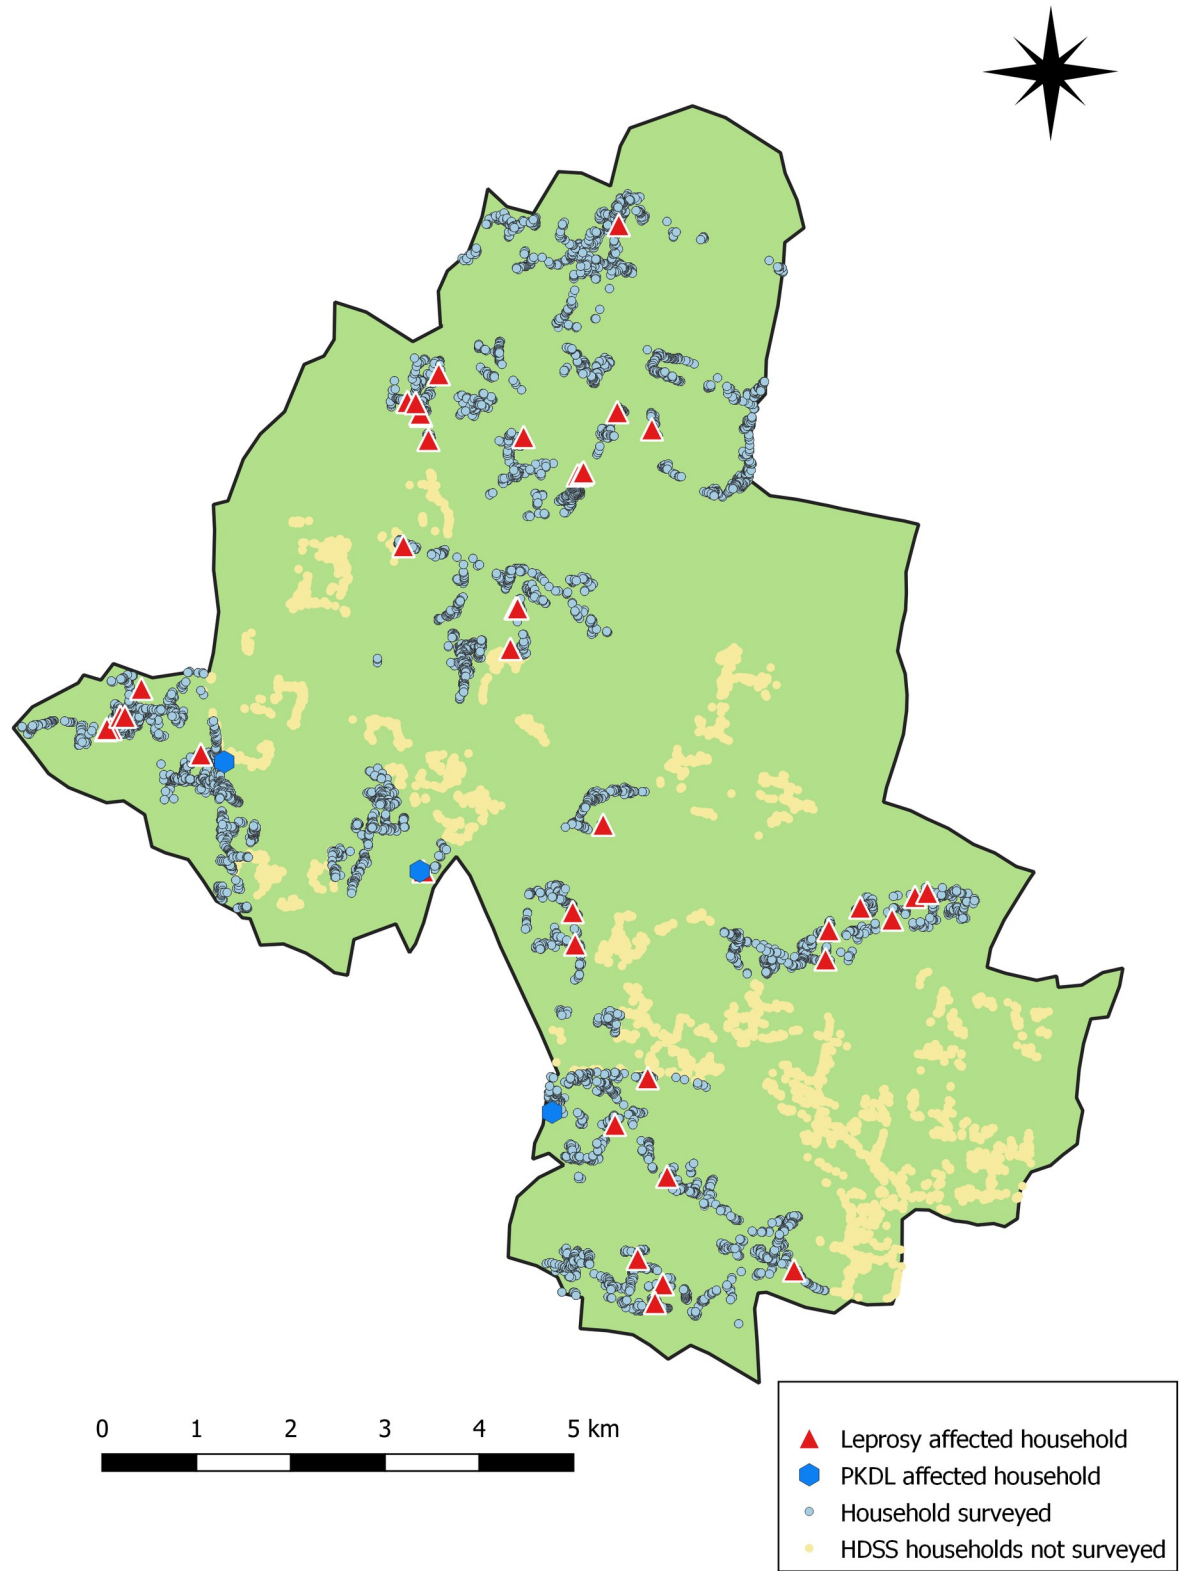 0 1 2 3 4 5 km
Leprosy affected household
PKDL affected household
Household surveyed
HDSS households not surveyed